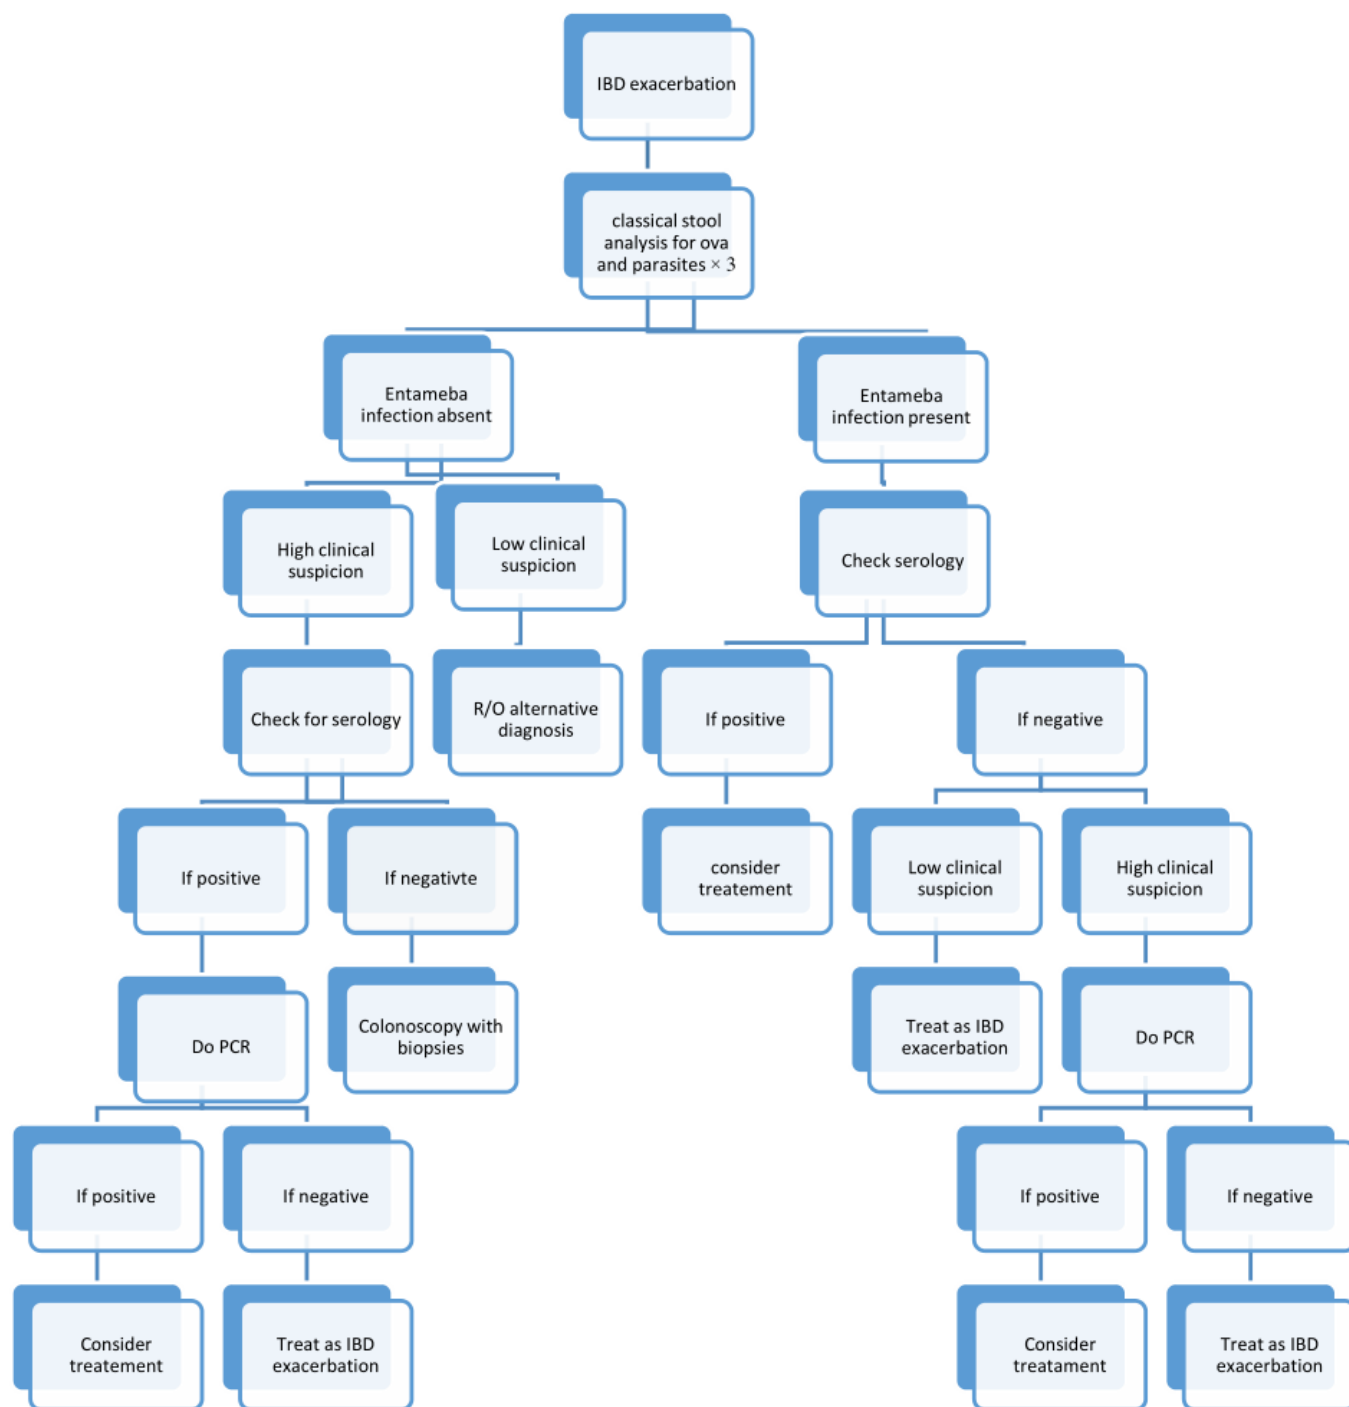 IBD exacerbation
classical stool
analysis for ova
and parasites × 3
Entameba
infection absent
Entameba
infection present
High clinical
suspicion
Low clinical
suspicion
Check serology
Check for serology
R/O alternative
diagnosis
If positive
If negative
If positive
If negativte
consider
treatement
Low clinical
suspicion
High clinical
suspicion
Do PCR
Colonoscopy with
biopsies
Treat as IBD
exacerbation
Do PCR
If positive
If negative
If positive
If negative
Consider
treatement
Treat as IBD
exacerbation
Consider
treatament
Treat as IBD
exacerbation